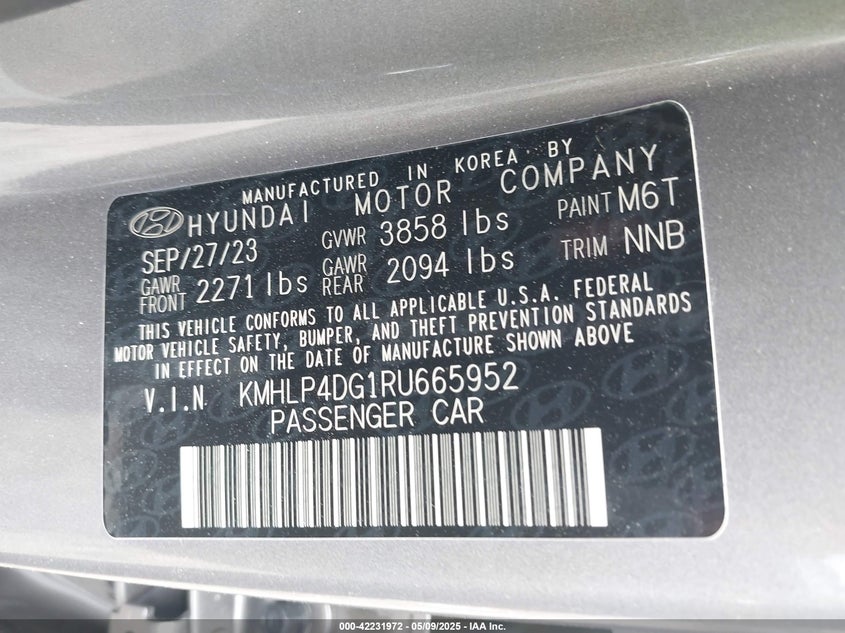 MANUFACTURED IN KOREA BY
HYUNDAI MOTOR COMPANY
SEP/27/23 GVWR 3858 lbs PAINT M6T
GAWR FRONT 2271 lbs GAWR REAR 2094 lbs TRIM NNB
THIS VEHICLE CONFORMS TO ALL APPLICABLE U.S.A. FEDERAL
MOTOR VEHICLE SAFETY, BUMPER, AND THEFT PREVENTION STANDARDS
IN EFFECT ON THE DATE OF MANUFACTURE SHOWN ABOVE
V.I.N KMHLP4DG1RU665952
PASSENGER CAR
000-42231972 — 05/09/2025 — IAA Inc.